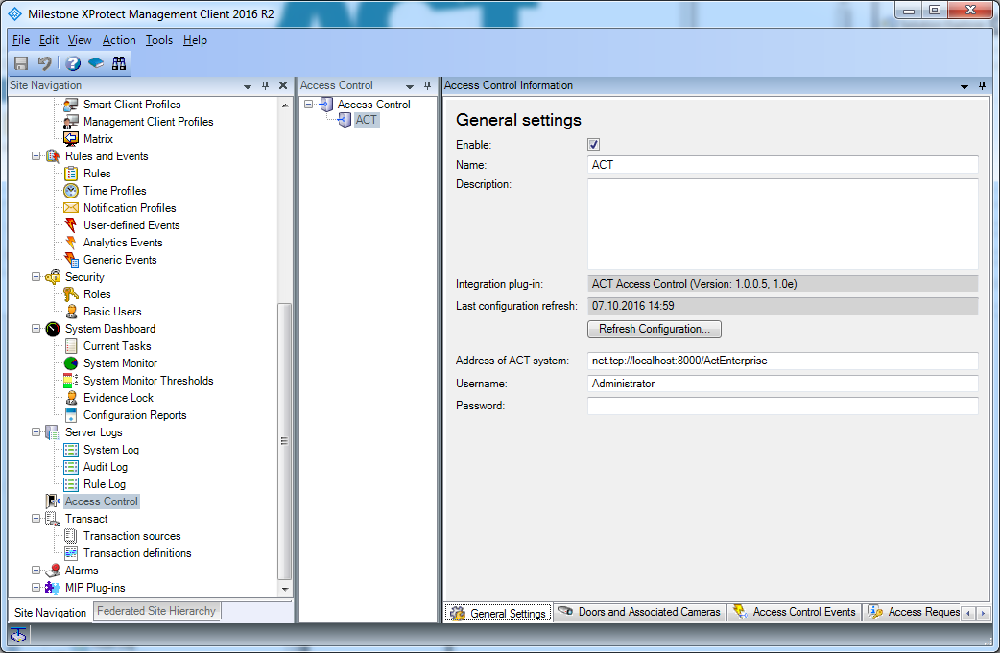 Milestone XProtect Management Client 2016 R2
File Edit View Action Tools Help
Site Navigation
Smart Client Profiles
Management Client Profiles
Matrix
Rules and Events
Rules
Time Profiles
Notification Profiles
User-defined Events
Analytics Events
Generic Events
Security
Roles
Basic Users
System Dashboard
Current Tasks
System Monitor
System Monitor Thresholds
Evidence Lock
Configuration Reports
Server Logs
System Log
Audit Log
Rule Log
Access Control
Transact
Transaction sources
Transaction definitions
Alarms
MIP Plug-ins
Site Navigation Federated Site Hierarchy
Access Control
Access Control
ACT
Access Control Information
General settings
Enable:
Name: ACT
Description:
Integration plug-in: ACT Access Control (Version: 1.0.0.5, 1.0e)
Last configuration refresh: 07.10.2016 14:59
Refresh Configuration...
Address of ACT system: net.tcp://localhost:8000/ActEnterprise
Username: Administrator
Password:
General Settings Doors and Associated Cameras Access Control Events Access Reques